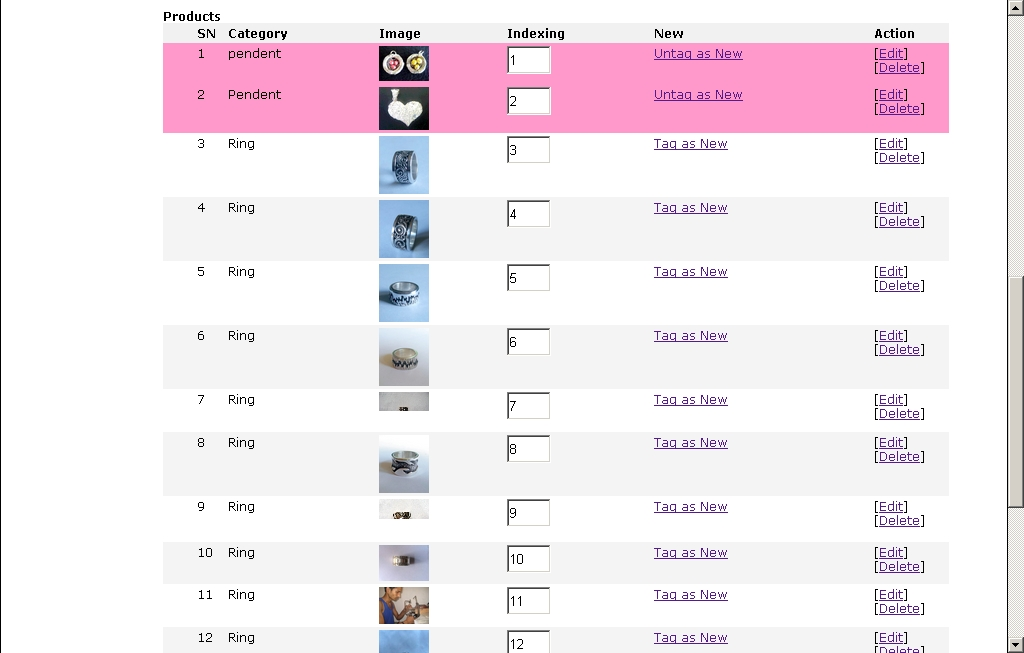 Products
SN Category Image Indexing New Action
1 pendent 1 Untag as New [Edit]
[Delete]
2 Pendent 2 Untag as New [Edit]
[Delete]
3 Ring 3 Tag as New [Edit]
[Delete]
4 Ring 4 Tag as New [Edit]
[Delete]
5 Ring 5 Tag as New [Edit]
[Delete]
6 Ring 6 Tag as New [Edit]
[Delete]
7 Ring 7 Tag as New [Edit]
[Delete]
8 Ring 8 Tag as New [Edit]
[Delete]
9 Ring 9 Tag as New [Edit]
[Delete]
10 Ring 10 Tag as New [Edit]
[Delete]
11 Ring 11 Tag as New [Edit]
[Delete]
12 Ring 12 Tag as New [Edit]
[Delete]